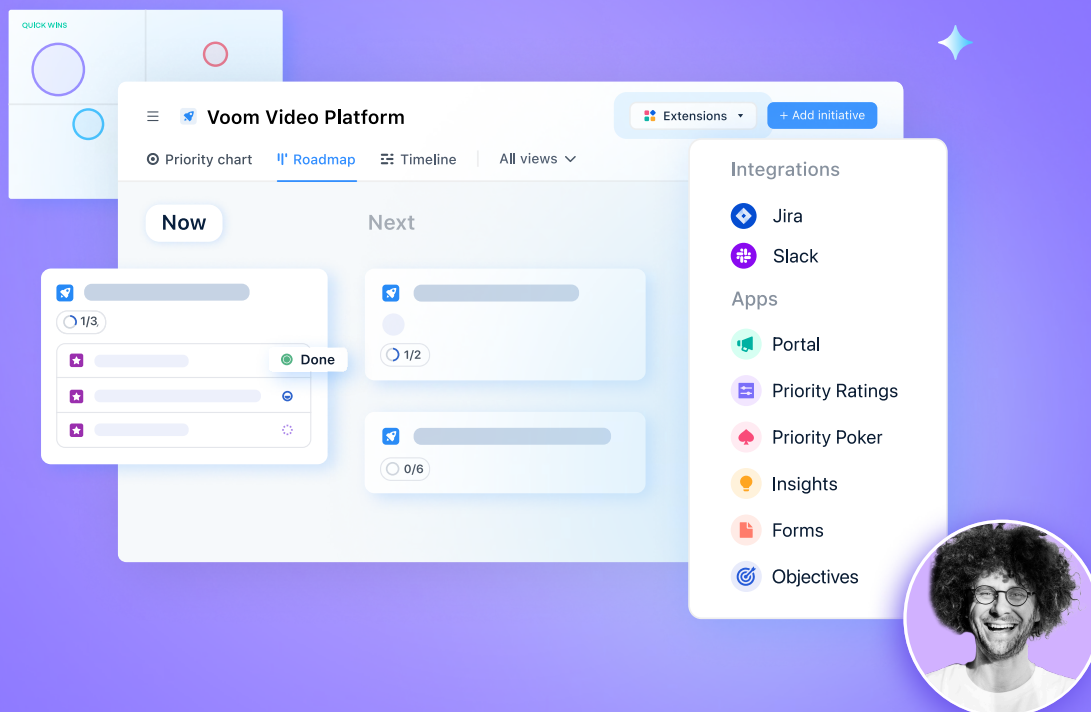 QUICK WINS
Voom Video Platform
Extensions
+ Add initiative
Priority chart
Roadmap
Timeline
All views
Now
Next
1/3
Done
1/2
0/6
Integrations
Jira
Slack
Apps
Portal
Priority Ratings
Priority Poker
Insights
Forms
Objectives